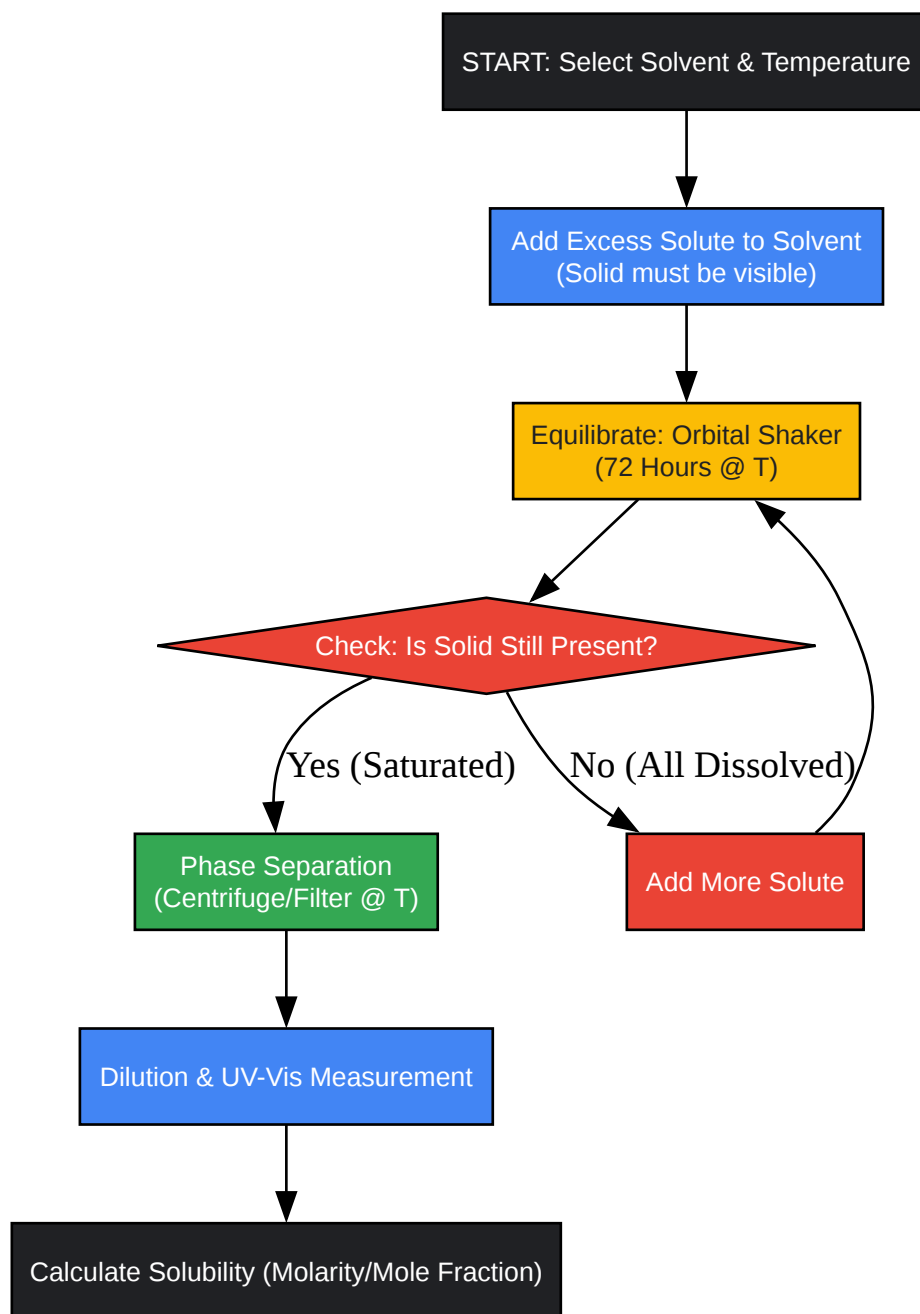 START: Select Solvent & Temperature
Add Excess Solute to Solvent
(Solid must be visible)
Equilibrate: Orbital Shaker
(72 Hours @ T)
Check: Is Solid Still Present?
Yes (Saturated)
No (All Dissolved)
Phase Separation
(Centrifuge/Filter @ T)
Add More Solute
Dilution & UV-Vis Measurement
Calculate Solubility (Molarity/Mole Fraction)